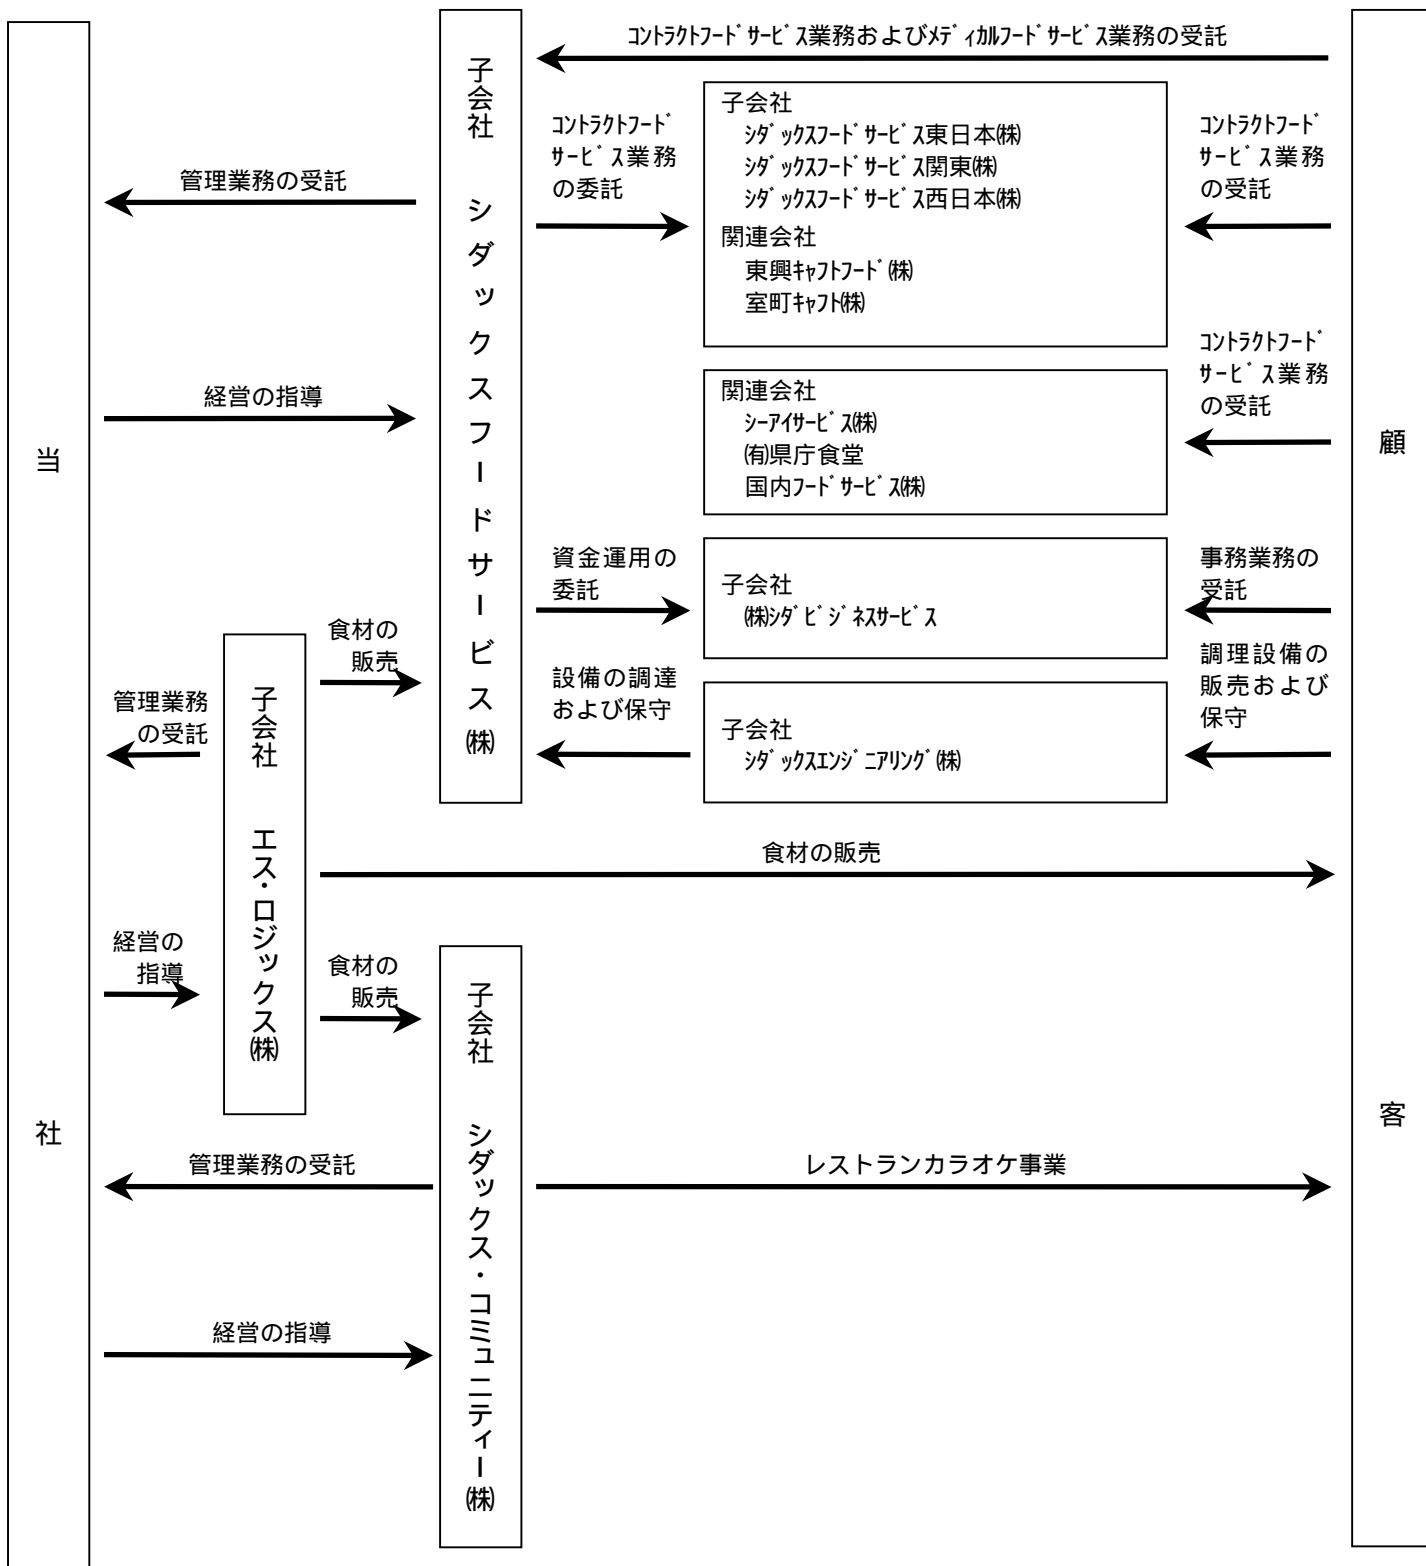 コントラクトフードサービス業務およびメディカルフードサービス業務の受託
当
社
子会社 シダックスフードサービス㈱
管理業務の受託
経営の指導
コントラクトフード
サービス業務
の委託
子会社
シダックスフードサービス東日本㈱
シダックスフードサービス関東㈱
シダックスフードサービス西日本㈱
関連会社
東興キャフトフード㈱
室町キャフト㈱
コントラクトフード
サービス業務
の受託
関連会社
シーアイサービス㈱
㈲県庁食堂
国内フードサービス㈱
コントラクトフード
サービス業務
の受託
顧
客
資金運用の
委託
子会社
㈱シダビジネスサービス
事務業務の
受託
設備の調達
および保守
子会社
シダックスエンジニアリング㈱
調理設備の
販売および
保守
食材の
販売
管理業務
の受託
子会社 エス・ロジックス㈱
食材の販売
経営の
指導
食材の
販売
子会社 シダックス・コミュニティー㈱
管理業務の受託
レストランカラオケ事業
経営の指導